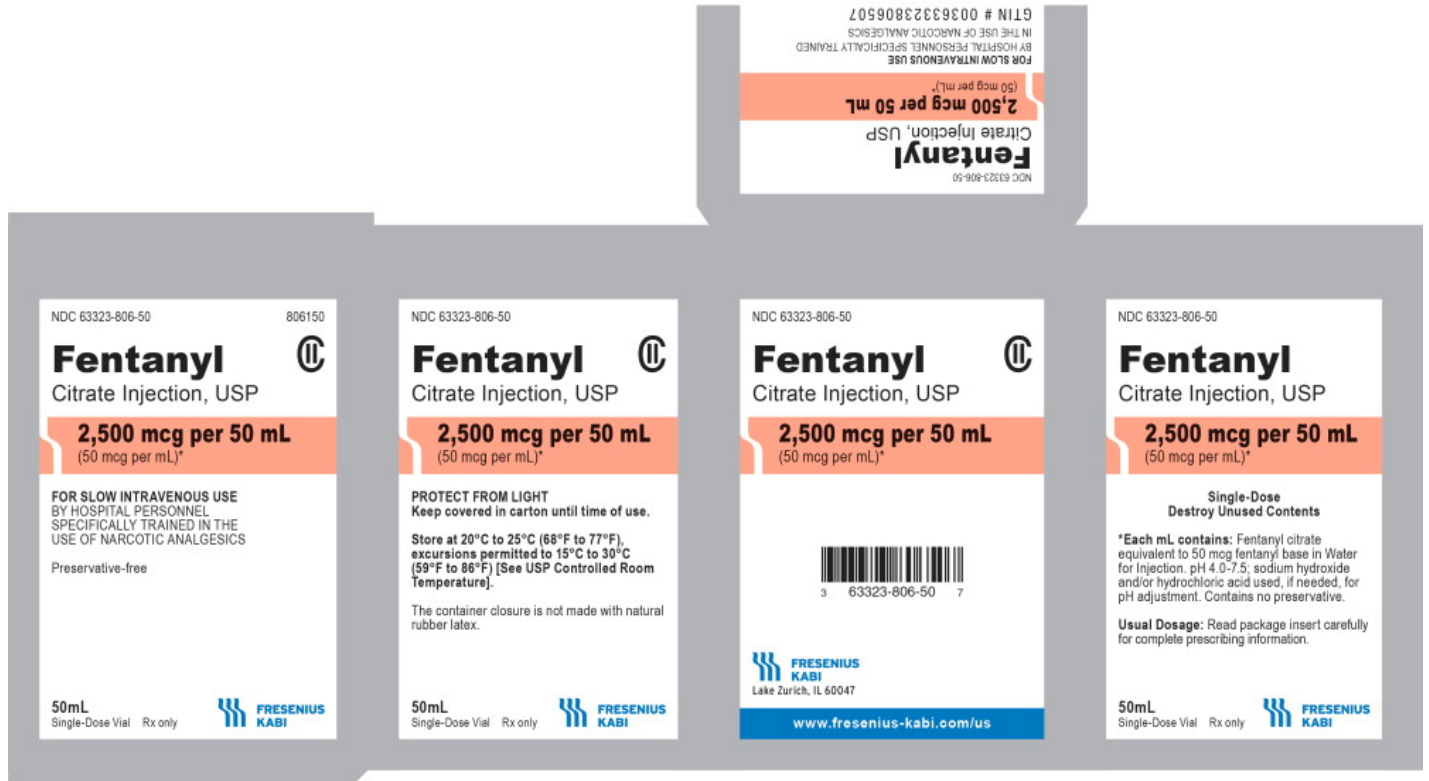 GTIN # 00363323806507
IN THE USE OF NARCOTIC ANALGESICS
BY HOSPITAL PERSONNEL SPECIFICALLY TRAINED
FOR SLOW INTRAVENOUS USE
(50 mcg per mL)*
2,500 mcg per 50 mL
Citrate Injection, USP
Fentanyl
NDC 63323-806-50
NDC 63323-806-50 806150
Fentanyl CII
Citrate Injection, USP
2,500 mcg per 50 mL
(50 mcg per mL)*
FOR SLOW INTRAVENOUS USE
BY HOSPITAL PERSONNEL
SPECIFICALLY TRAINED IN THE
USE OF NARCOTIC ANALGESICS
Preservative-free
50mL
Single-Dose Vial Rx only
FRESENIUS
KABI
NDC 63323-806-50
Fentanyl CII
Citrate Injection, USP
2,500 mcg per 50 mL
(50 mcg per mL)*
PROTECT FROM LIGHT
Keep covered in carton until time of use.
Store at 20°C to 25°C (68°F to 77°F),
excursions permitted to 15°C to 30°C
(59°F to 86°F) [See USP Controlled Room
Temperature].
The container closure is not made with natural
rubber latex.
50mL
Single-Dose Vial Rx only
FRESENIUS
KABI
NDC 63323-806-50
Fentanyl CII
Citrate Injection, USP
2,500 mcg per 50 mL
(50 mcg per mL)*
3 63323-806-50 7
FRESENIUS
KABI
Lake Zurich, IL 60047
www.fresenius-kabi.com/us
NDC 63323-806-50
Fentanyl
Citrate Injection, USP
2,500 mcg per 50 mL
(50 mcg per mL)*
Single-Dose
Destroy Unused Contents
*Each mL contains: Fentanyl citrate
equivalent to 50 mcg fentanyl base in Water
for Injection. pH 4.0-7.5; sodium hydroxide
and/or hydrochloric acid used, if needed, for
pH adjustment. Contains no preservative.
Usual Dosage: Read package insert carefully
for complete prescribing information.
50mL
Single-Dose Vial Rx only
FRESENIUS
KABI